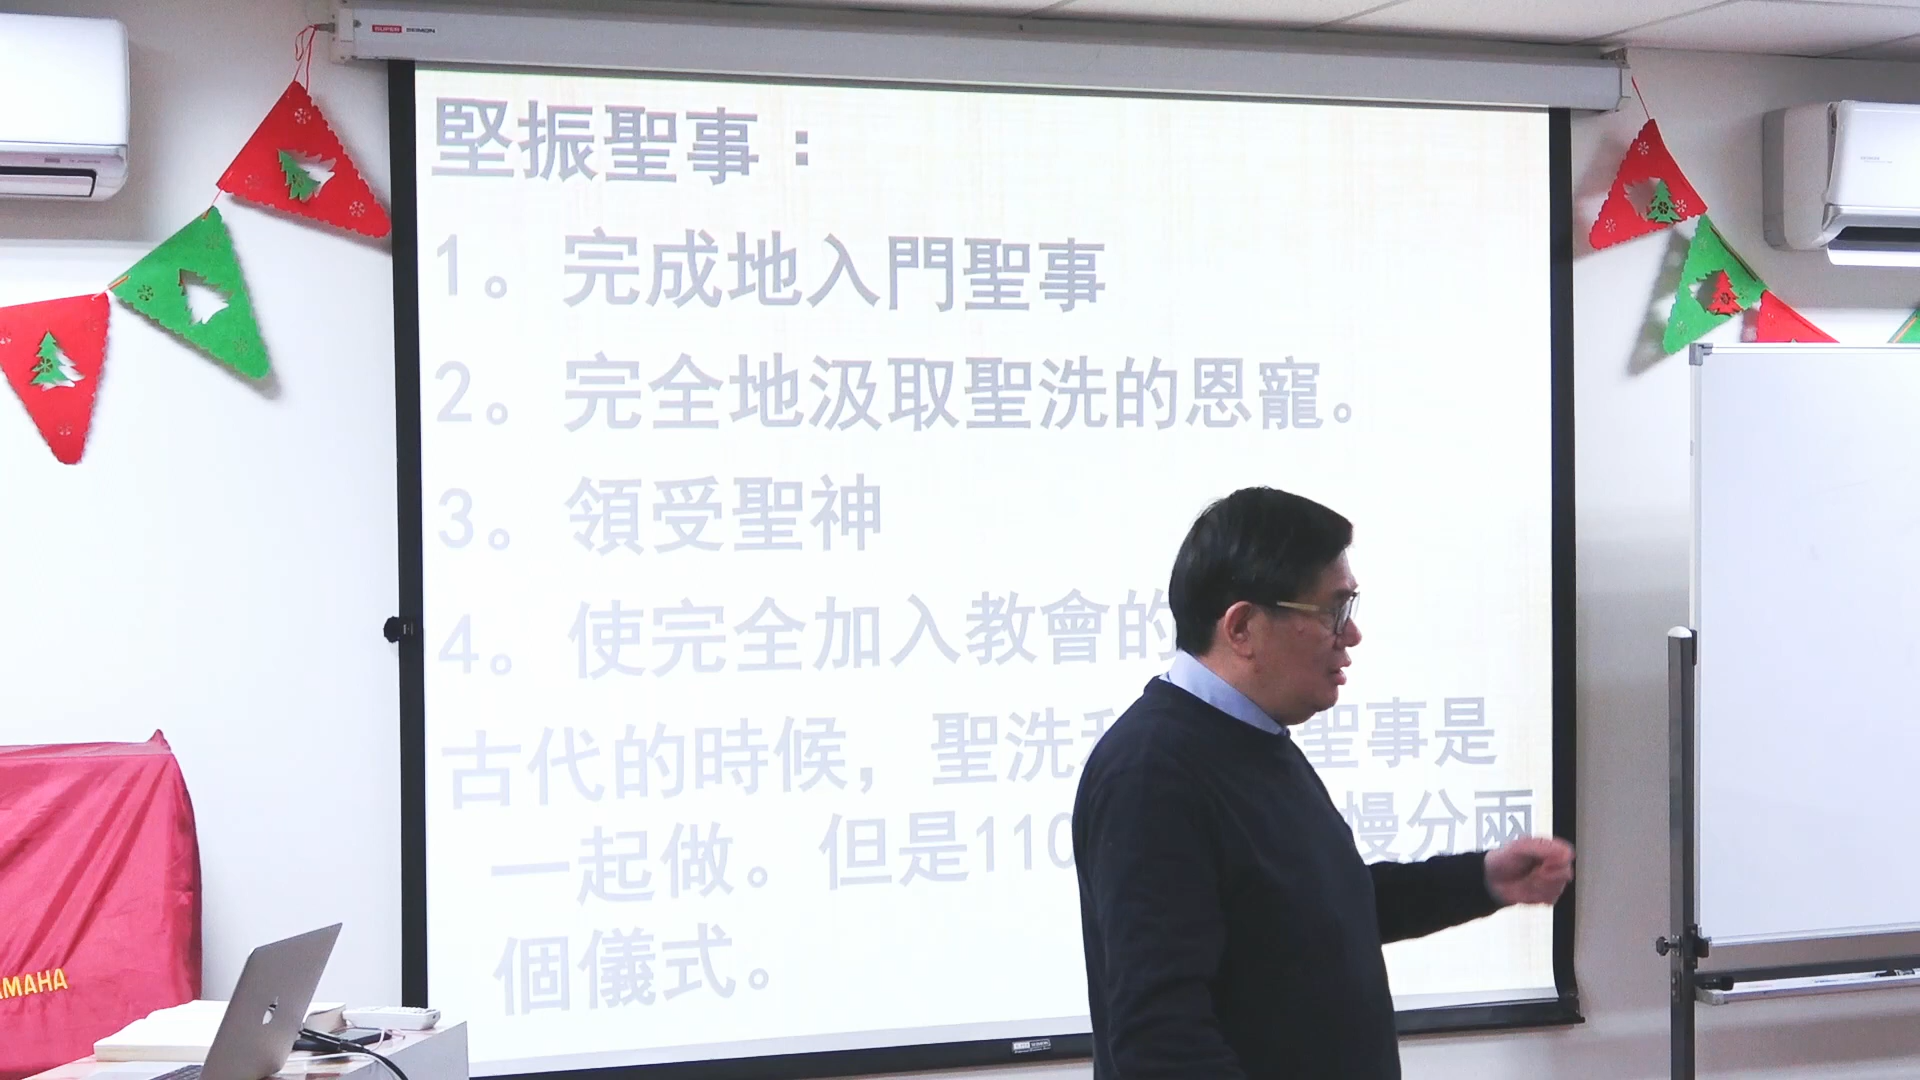 堅振聖事：
1。完成地入門聖事
2。完全地汲取聖洗的恩寵。
3。領受聖神
4。使完全加入教會的
古代的時候，聖洗 聖事是
一起做。但是110 慢分兩
個儀式。
AMAHA
SUPER